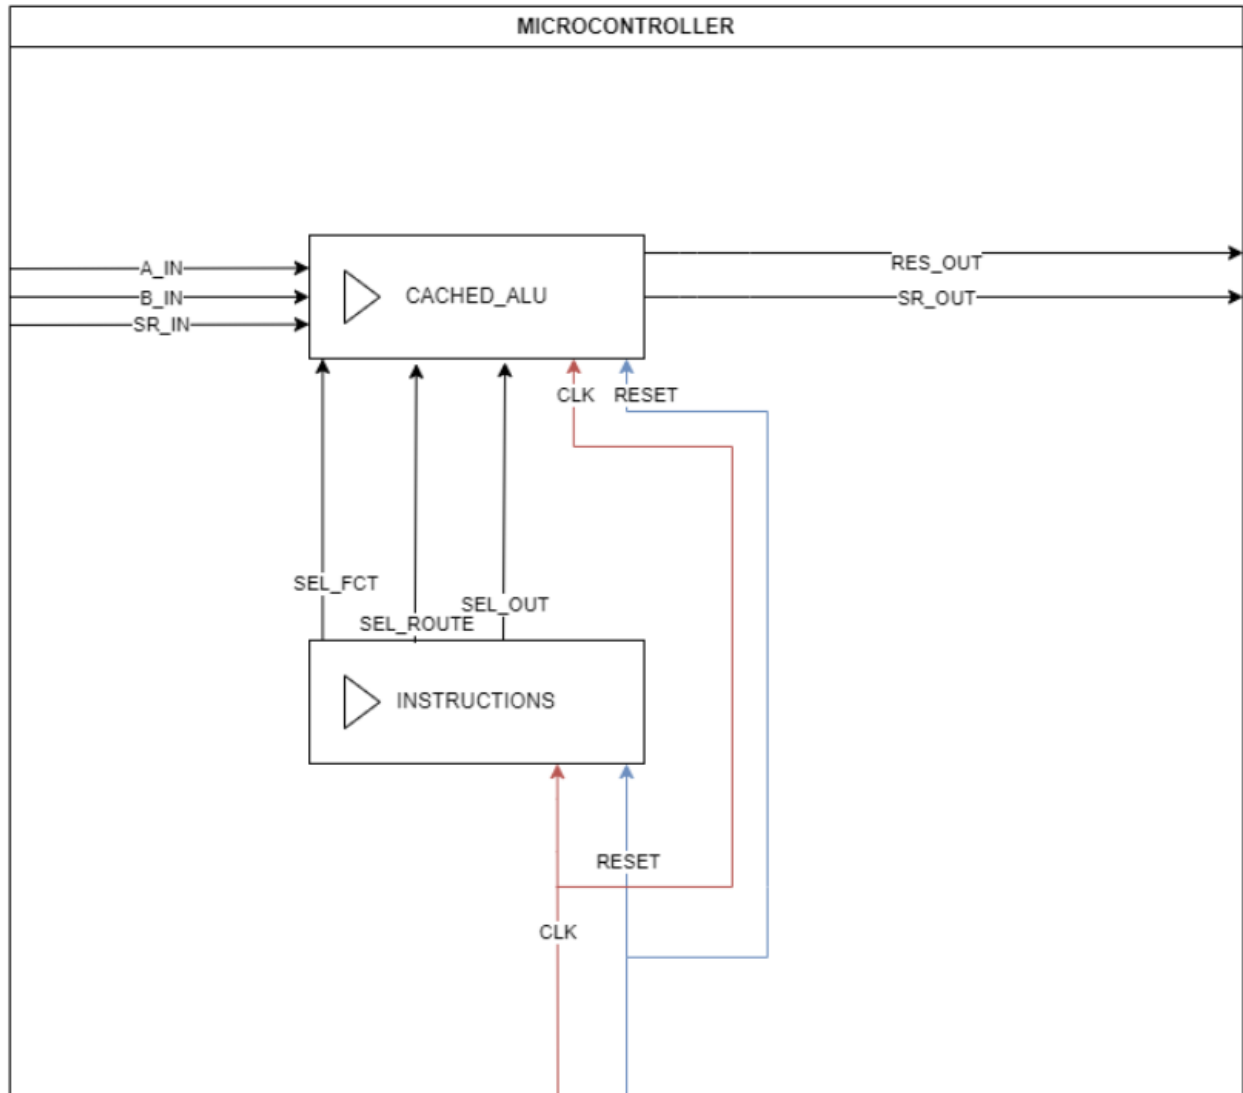 MICROCONTROLLER
A_IN
B_IN
SR_IN
CACHED_ALU
RES_OUT
SR_OUT
CLK
RESET
SEL_FCT
SEL_ROUTE
SEL_OUT
INSTRUCTIONS
RESET
CLK